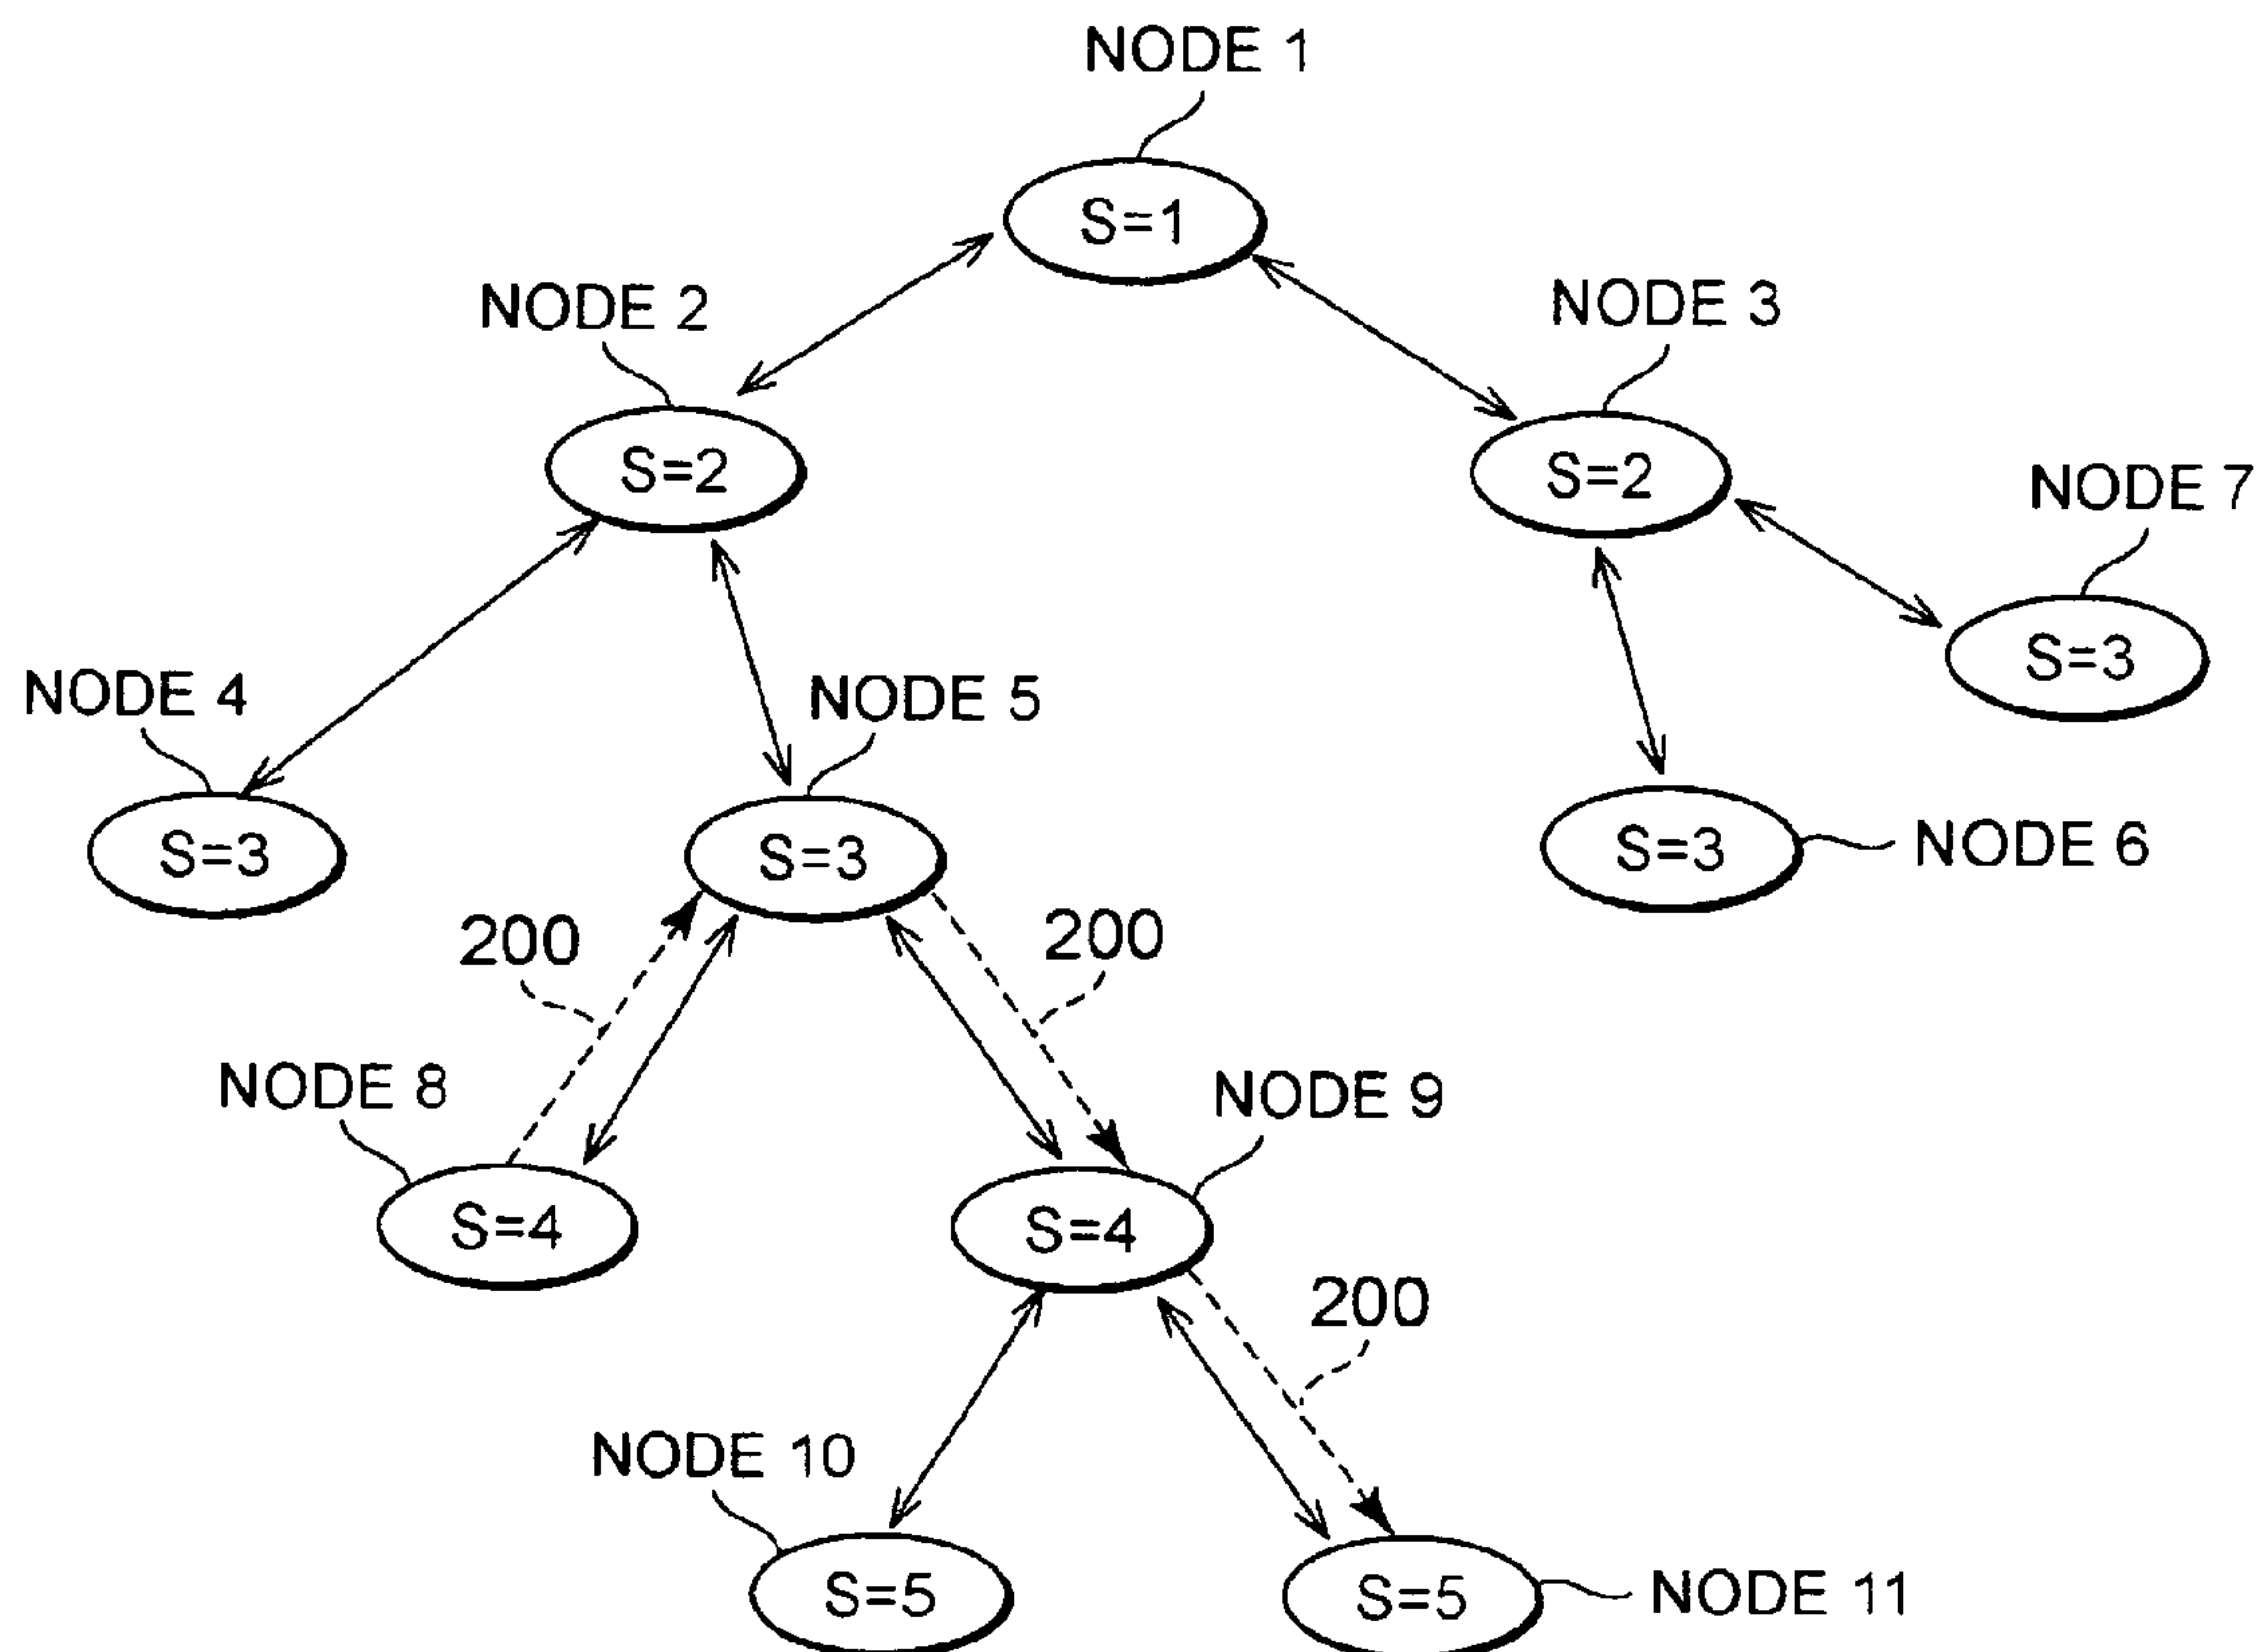 NODE 1
S=1
NODE 2
NODE 3
S=2
S=2
NODE 7
S=3
NODE 4
NODE 5
S=3
S=3
S=3
NODE 6
200
200
NODE 8
NODE 9
S=4
S=4
200
NODE 10
S=5
S=5
NODE 11